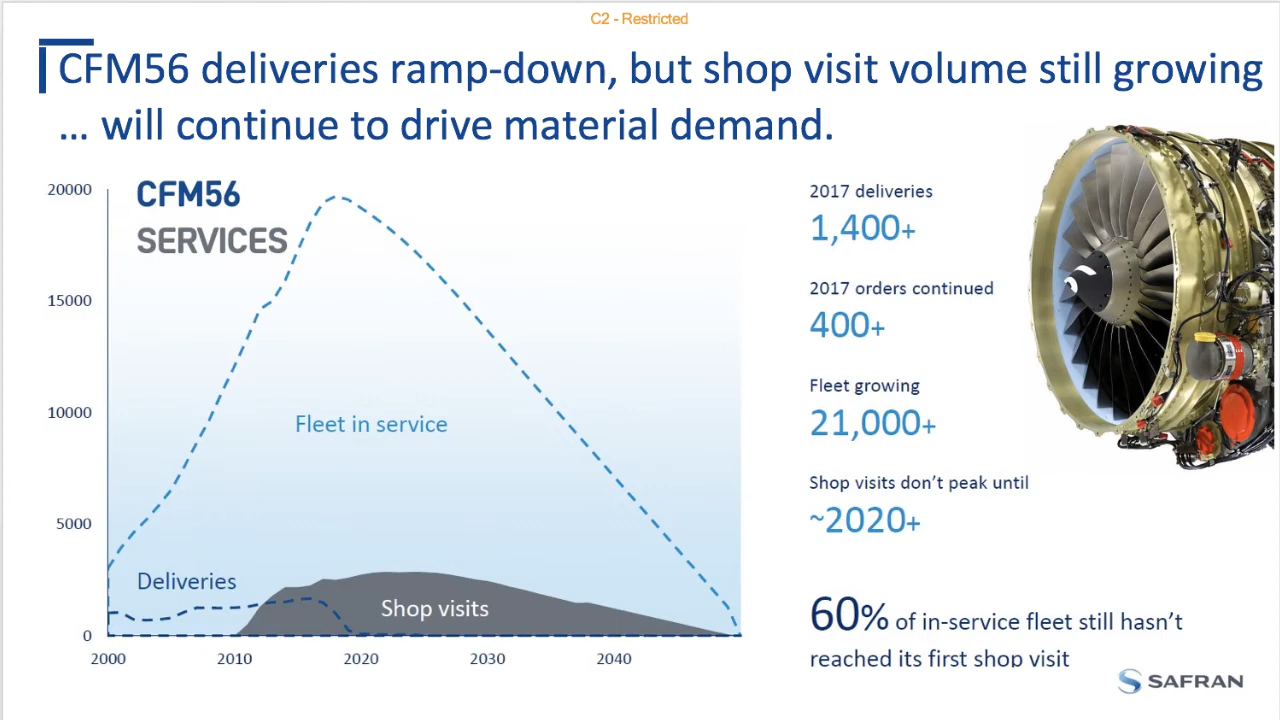 C2 - Restricted
CFM56 deliveries ramp-down, but shop visit volume still growing
... will continue to drive material demand.
CFM56
SERVICES
20000
15000
10000
5000
0
2000
2010
2020
2030
2040
Fleet in service
Deliveries
Shop visits
2017 deliveries
1,400+
2017 orders continued
400+
Fleet growing
21,000+
Shop visits don't peak until
~2020+
60% of in-service fleet still hasn't
reached its first shop visit
SAFRAN